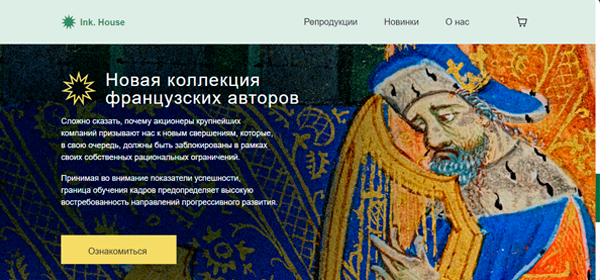 Ink. House
Репродукции
Новинки
О нас
Новая коллекция
французских авторов
Сложно сказать, почему акционеры крупнейших
компаний призывают нас к новым свершениям, которые,
в свою очередь, должны быть заблокированы в рамках
своих собственных рациональных ограничений.
Принимая во внимание показатели успешности,
граница обучения кадров предопределяет высокую
востребованность направлений прогрессивного развития.
Ознакомиться